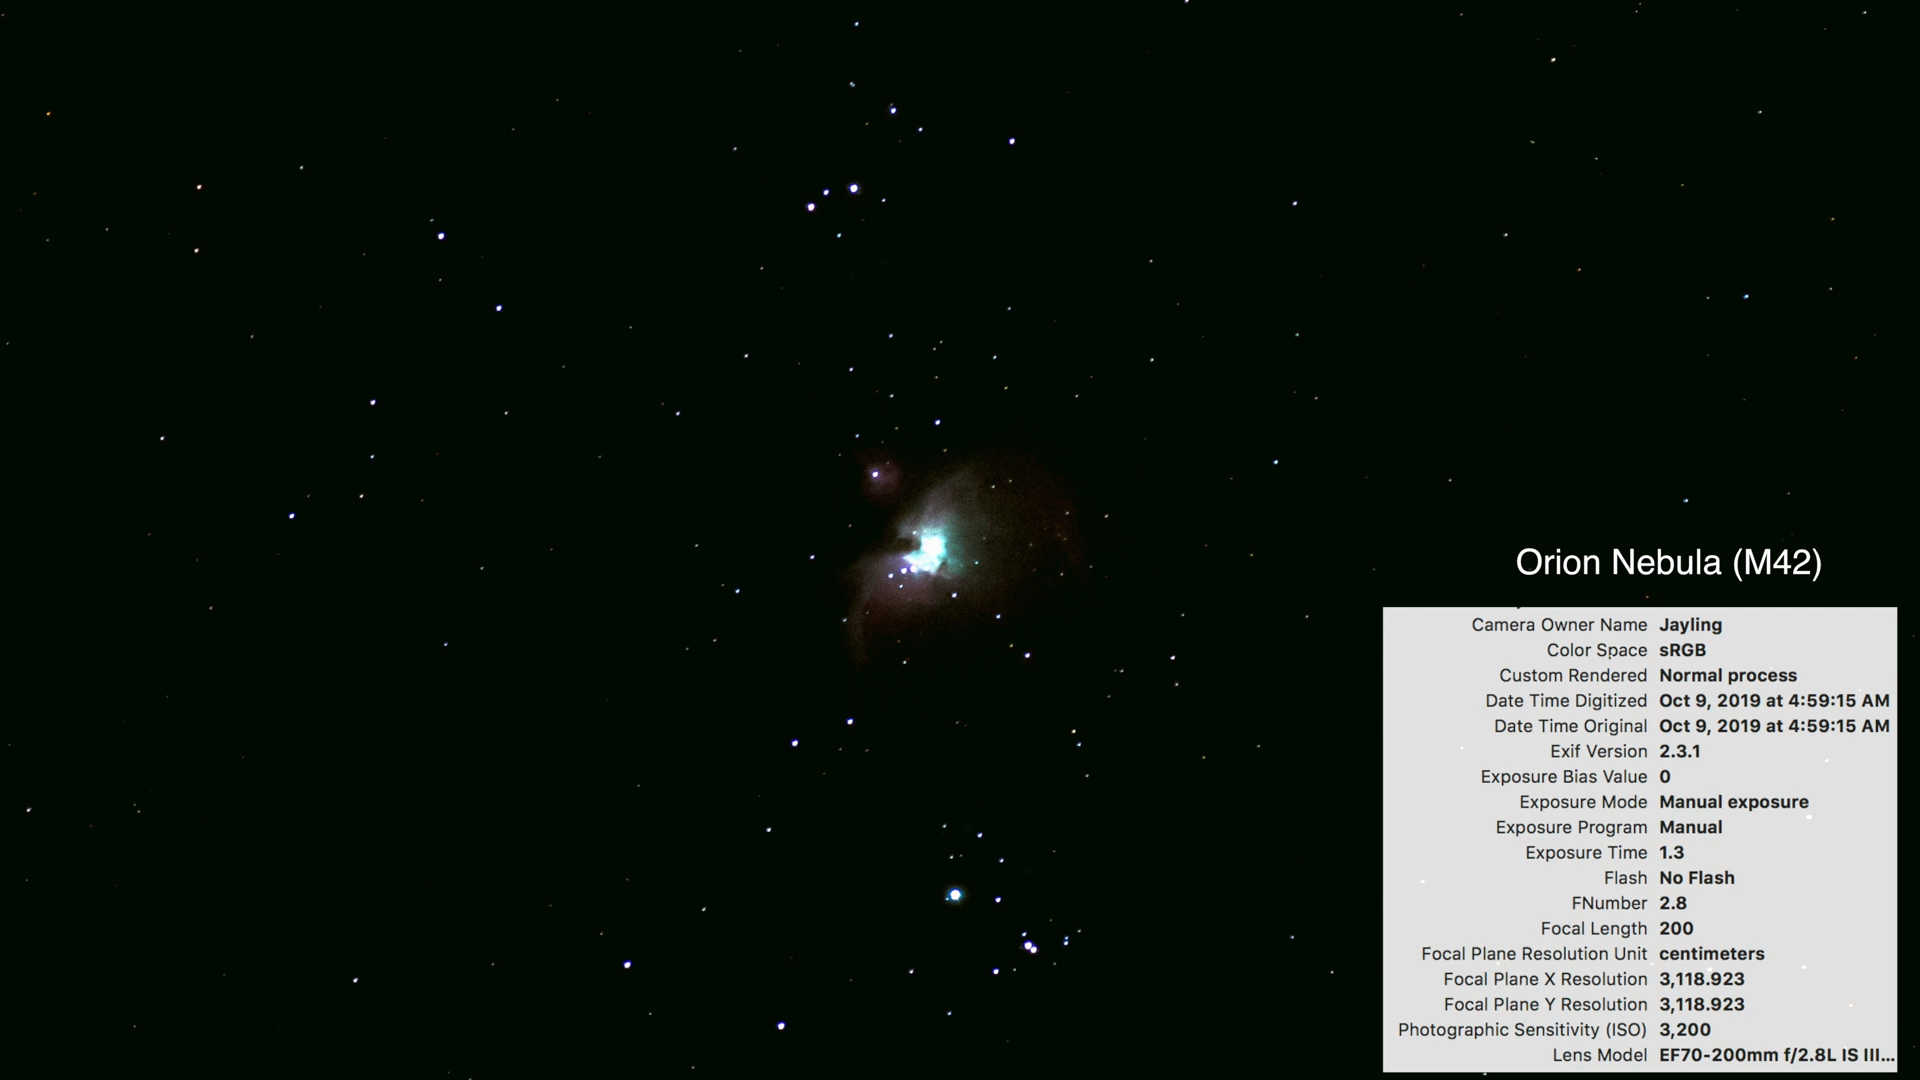 Orion Nebula (M42)
Camera Owner Name Jayling
Color Space sRGB
Custom Rendered Normal process
Date Time Digitized Oct 9, 2019 at 4:59:15 AM
Date Time Original Oct 9, 2019 at 4:59:15 AM
Exif Version 2.3.1
Exposure Bias Value 0
Exposure Mode Manual exposure
Exposure Program Manual
Exposure Time 1.3
Flash No Flash
FNumber 2.8
Focal Length 200
Focal Plane Resolution Unit centimeters
Focal Plane X Resolution 3,118.923
Focal Plane Y Resolution 3,118.923
Photographic Sensitivity (ISO) 3,200
Lens Model EF70-200mm f/2.8L IS III...